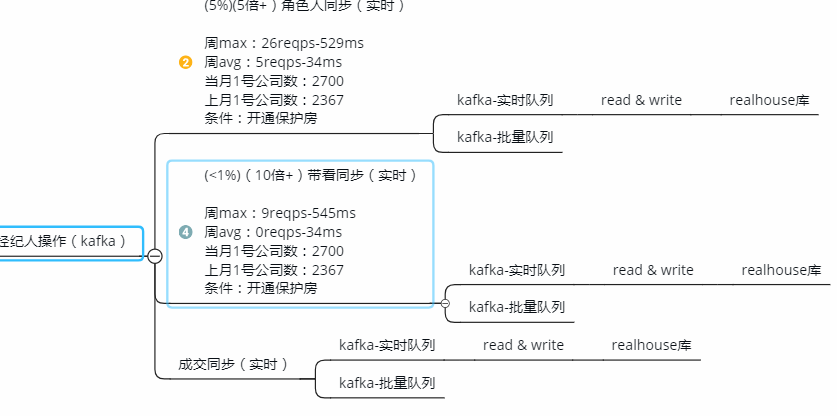 (5%)(5倍+）角色人同步（实时）
周max：26reqps-529ms
2
周avg：5reqps-34ms
当月1号公司数：2700
上月1号公司数：2367
条件：开通保护房
kafka-实时队列
read & write
realhouse库
kafka-批量队列
(<1%)（10倍+）带看同步（实时）
周max：9reqps-545ms
4
周avg：0reqps-34ms
当月1号公司数：2700
上月1号公司数：2367
条件：开通保护房
经纪人操作（kafka）
kafka-实时队列
read & write
realhouse库
kafka-批量队列
成交同步（实时）
kafka-实时队列
read & write
realhouse库
kafka-批量队列